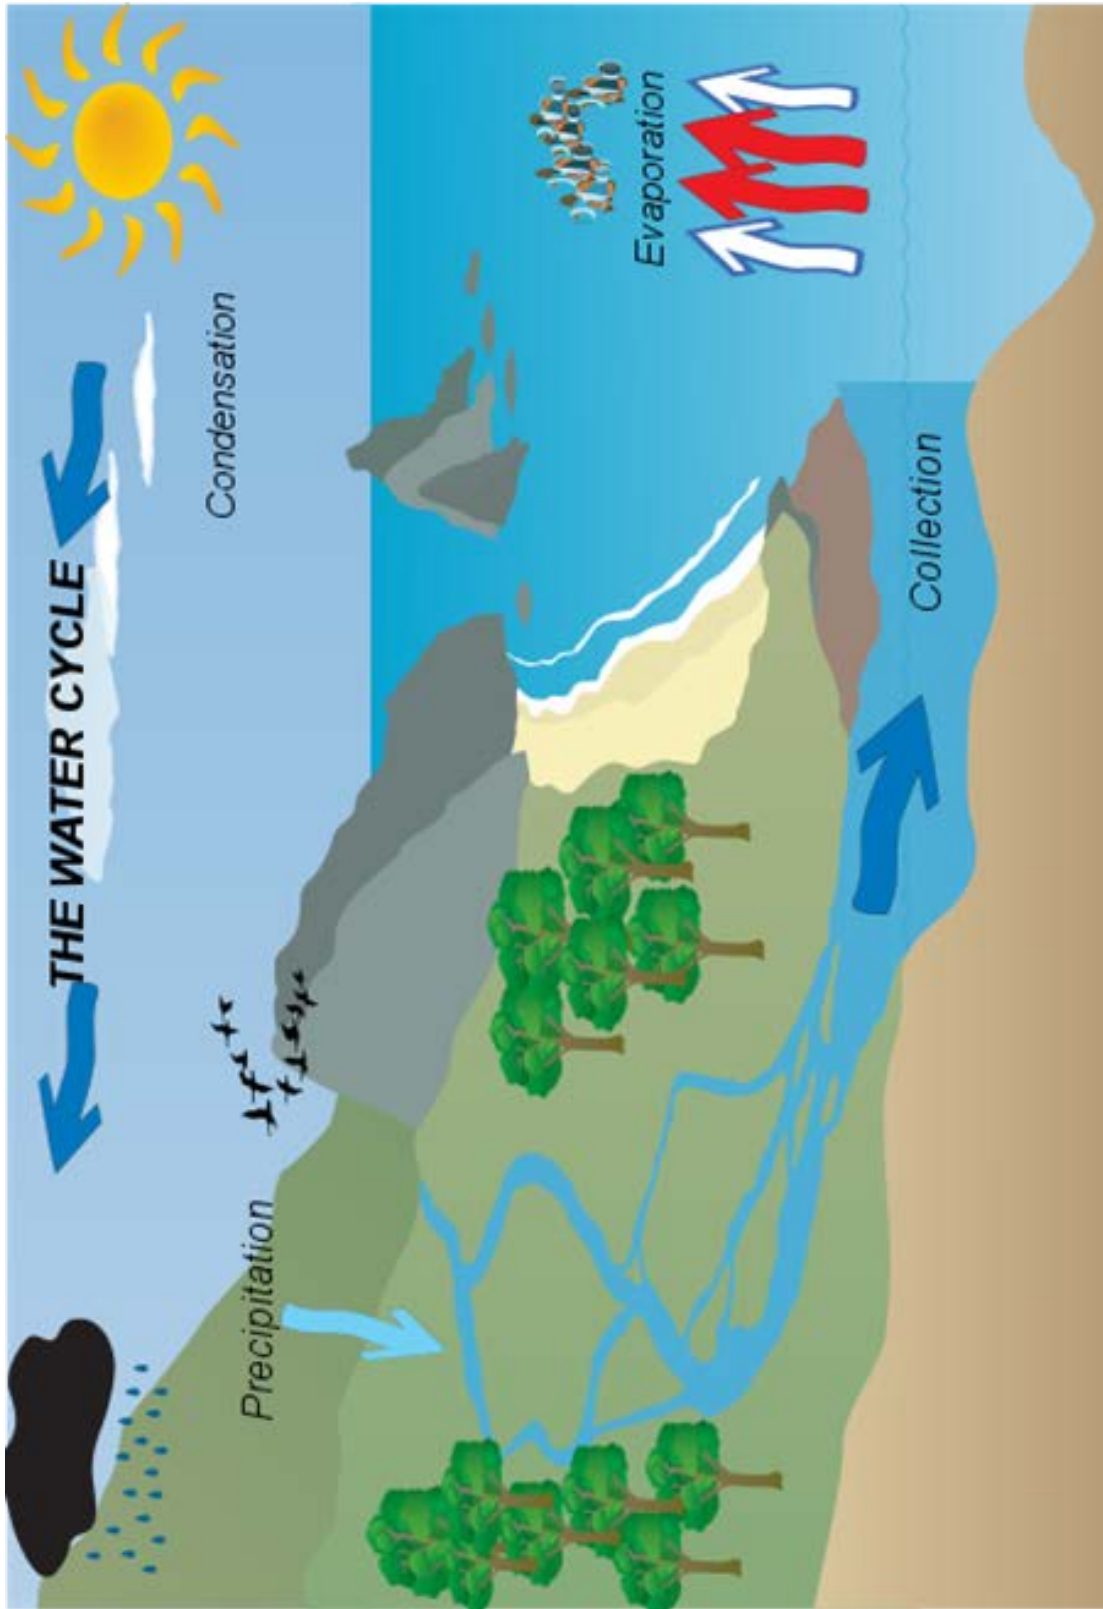 THE WATER CYCLE
Precipitation
Condensation
Evaporation
Collection